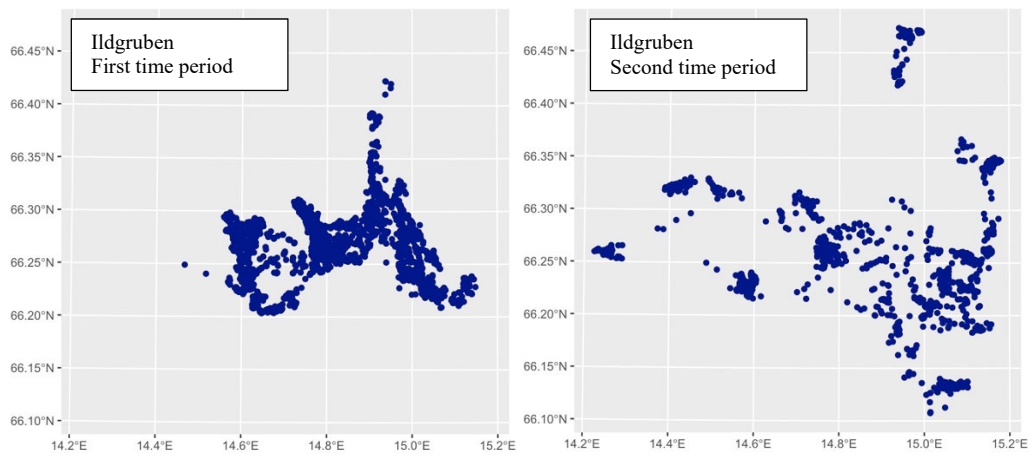 Ildgruben
First time period
66.45°N
66.40°N
66.35°N
66.30°N
66.25°N
66.20°N
66.15°N
66.10°N
14.2°E 14.4°E 14.6°E 14.8°E 15.0°E 15.2°E
Ildgruben
Second time period
66.45°N
66.40°N
66.35°N
66.30°N
66.25°N
66.20°N
66.15°N
66.10°N
14.2°E 14.4°E 14.6°E 14.8°E 15.0°E 15.2°E